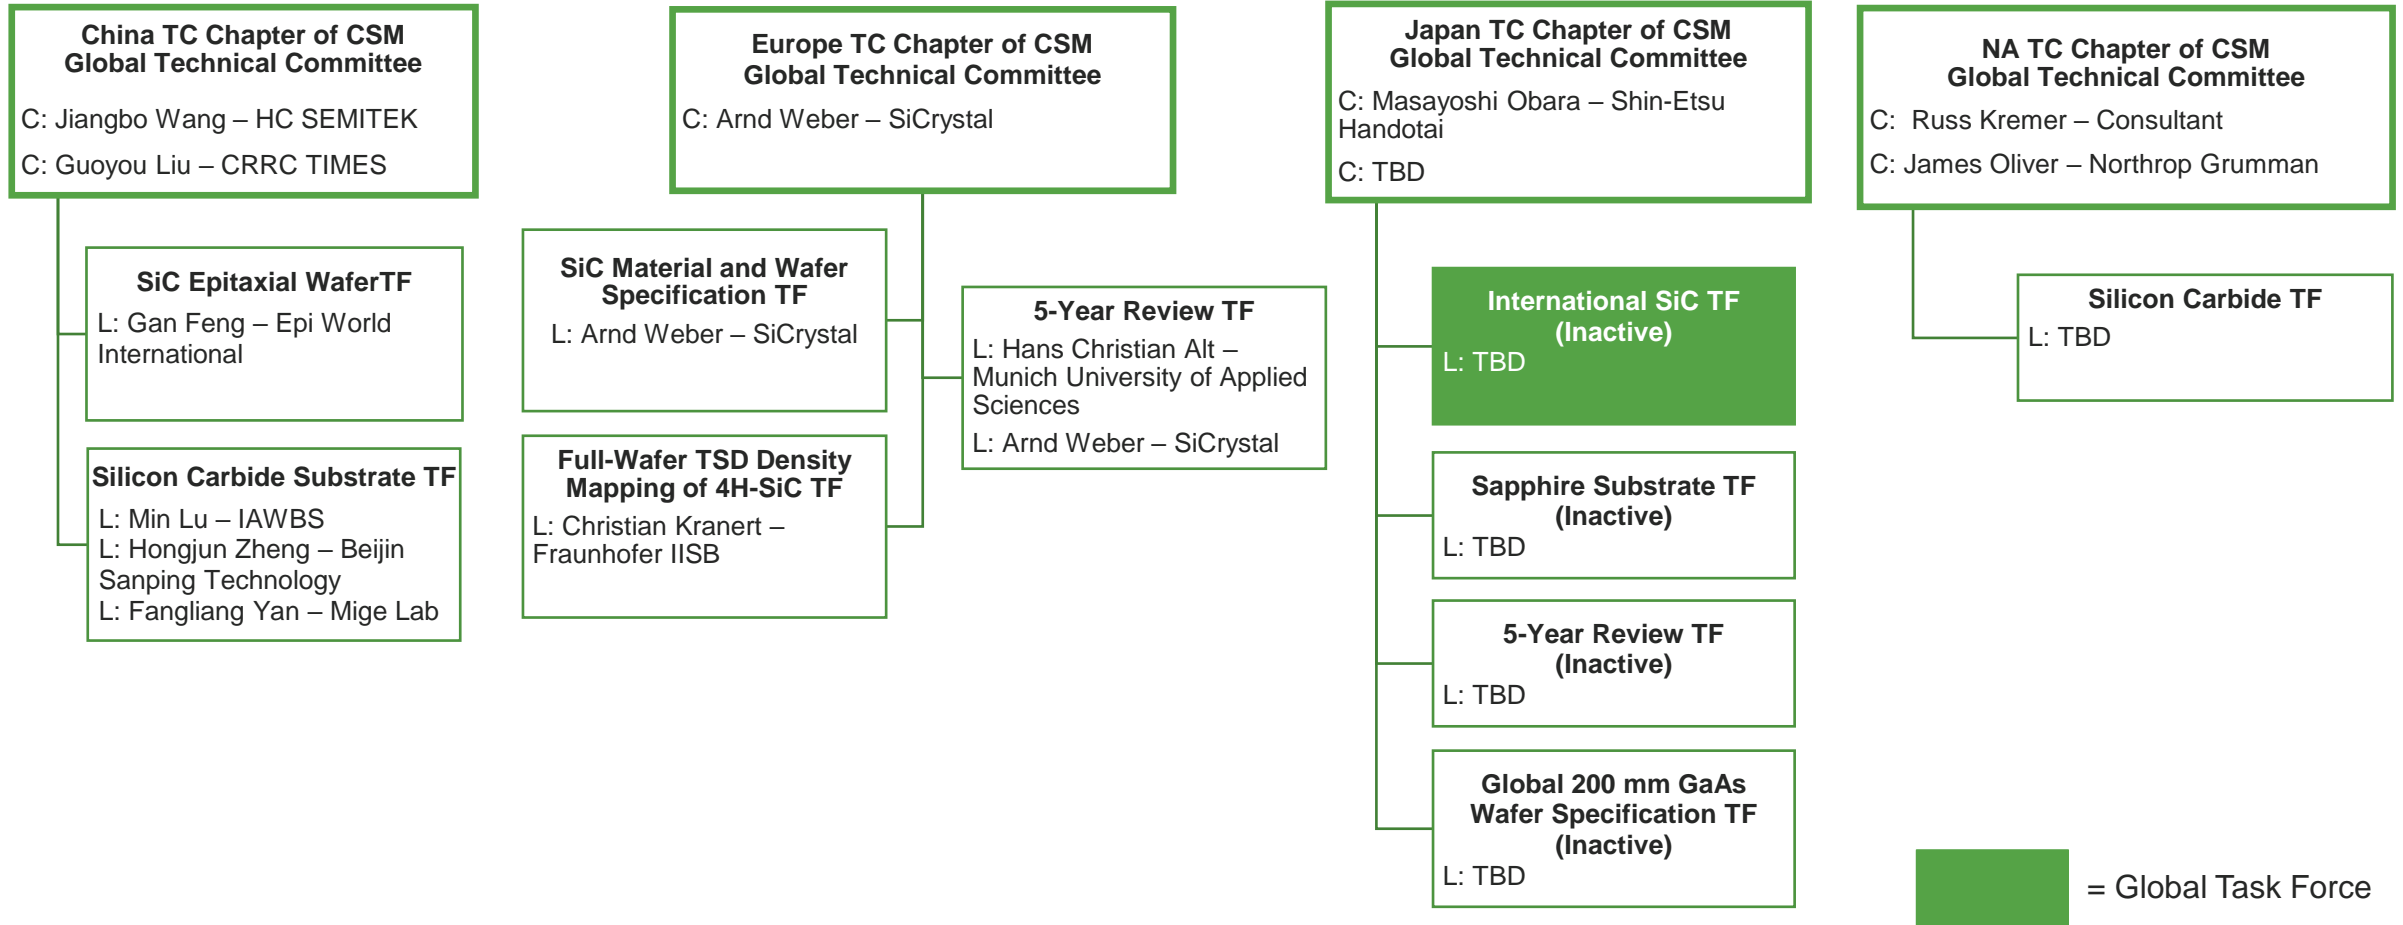 China TC Chapter of CSM
Global Technical Committee
C: Jiangbo Wang – HC SEMITEK
C: Guoyou Liu – CRRC TIMES
SiC Epitaxial WaferTF
L: Gan Feng – Epi World
International
Silicon Carbide Substrate TF
L: Min Lu – IAWBS
L: Hongjun Zheng – Beijin
Sanping Technology
L: Fangliang Yan – Mige Lab
Europe TC Chapter of CSM
Global Technical Committee
C: Arnd Weber – SiCrystal
SiC Material and Wafer
Specification TF
L: Arnd Weber – SiCrystal
Full-Wafer TSD Density
Mapping of 4H-SiC TF
L: Christian Kranert –
Fraunhofer IISB
5-Year Review TF
L: Hans Christian Alt –
Munich University of Applied
Sciences
L: Arnd Weber – SiCrystal
Japan TC Chapter of CSM
Global Technical Committee
C: Masayoshi Obara – Shin-Etsu
Handotai
C: TBD
International SiC TF
(Inactive)
L: TBD
Sapphire Substrate TF
(Inactive)
L: TBD
5-Year Review TF
(Inactive)
L: TBD
Global 200 mm GaAs
Wafer Specification TF
(Inactive)
L: TBD
NA TC Chapter of CSM
Global Technical Committee
C: Russ Kremer – Consultant
C: James Oliver – Northrop Grumman
Silicon Carbide TF
L: TBD
= Global Task Force